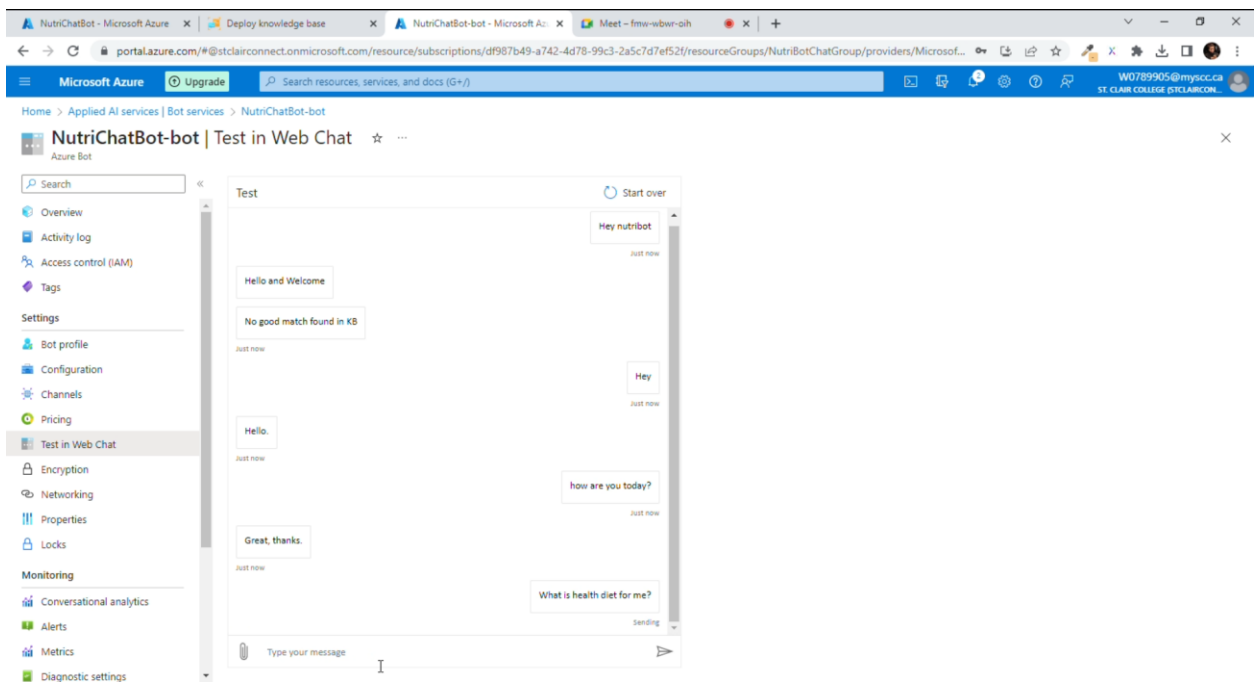 NutriChatBot - Microsoft Azure
Deploy knowledge base
NutriChatBot-bot - Microsoft Az
Meet – fmw-wbwr-oih
portal.azure.com/#@stclairconnect.onmicrosoft.com/resource/subscriptions/df987b49-a742-4d78-99c3-2a5c7d7ef52f/resourceGroups/NutriBotChatGroup/providers/Microsof...
Microsoft Azure
Upgrade
Search resources, services, and docs (G+/)
2
W0789905@myscc.ca
ST. CLAIR COLLEGE (STCLAIRCON...
Home > Applied AI services | Bot services > NutriChatBot-bot
NutriChatBot-bot | Test in Web Chat
Azure Bot
Search
Overview
Activity log
Access control (IAM)
Tags
Settings
Bot profile
Configuration
Channels
Pricing
Test in Web Chat
Encryption
Networking
Properties
Locks
Monitoring
Conversational analytics
Alerts
Metrics
Diagnostic settings
Test
Start over
Hey nutribot
Just now
Hello and Welcome
No good match found in KB
Just now
Hey
Just now
Hello.
Just now
how are you today?
Just now
Great, thanks.
Just now
What is health diet for me?
Sending
Type your message